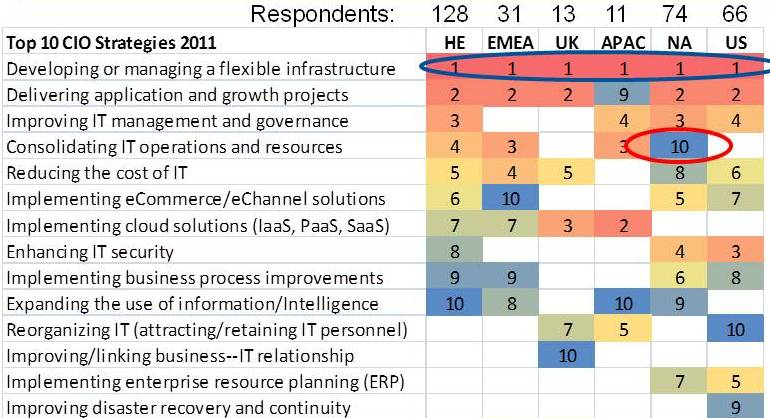 Respondents: 128 31 13 11 74 66
Top 10 CIO Strategies 2011 HE EMEA UK APAC NA US
Developing or managing a flexible infrastructure 1 1 1 1 1 1
Delivering application and growth projects 2 2 2 9 2 2
Improving IT management and governance 3 4 3 4
Consolidating IT operations and resources 4 3 3 10
Reducing the cost of IT 5 4 5 8 6
Implementing eCommerce/eChannel solutions 6 10 5 7
Implementing cloud solutions (IaaS, PaaS, SaaS) 7 7 3 2
Enhancing IT security 8 4 3
Implementing business process improvements 9 9 6 8
Expanding the use of information/Intelligence 10 8 10 9
Reorganizing IT (attracting/retaining IT personnel) 7 5 10
Improving/linking business--IT relationship 10
Implementing enterprise resource planning (ERP) 7 5
Improving disaster recovery and continuity 9